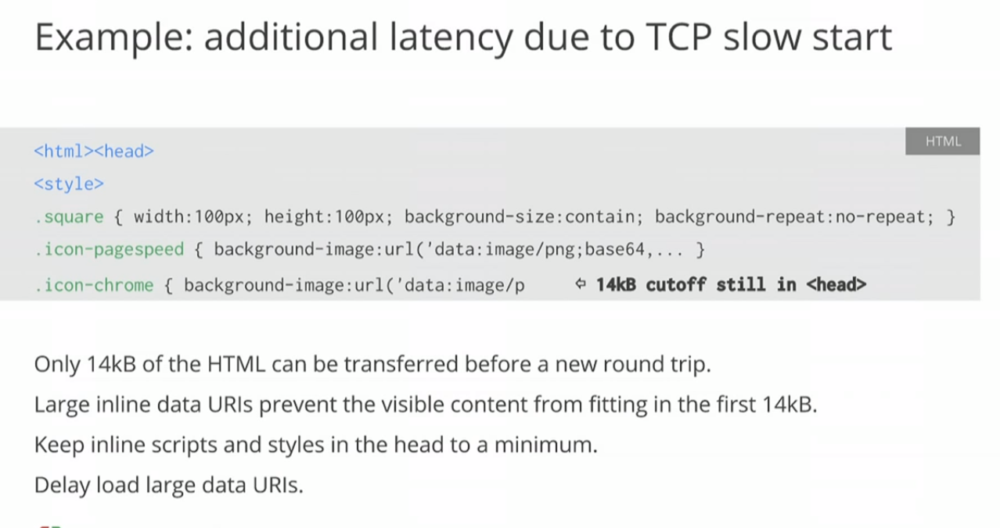 Example: additional latency due to TCP slow start
HTML
<html><head>
<style>
.square { width:100px; height:100px; background-size:contain; background-repeat:no-repeat; }
.icon-pagespeed { background-image:url('data:image/png;base64,... }
.icon-chrome { background-image:url('data:image/p ⇦ 14kB cutoff still in <head>
Only 14kB of the HTML can be transferred before a new round trip.
Large inline data URIs prevent the visible content from fitting in the first 14kB.
Keep inline scripts and styles in the head to a minimum.
Delay load large data URIs.